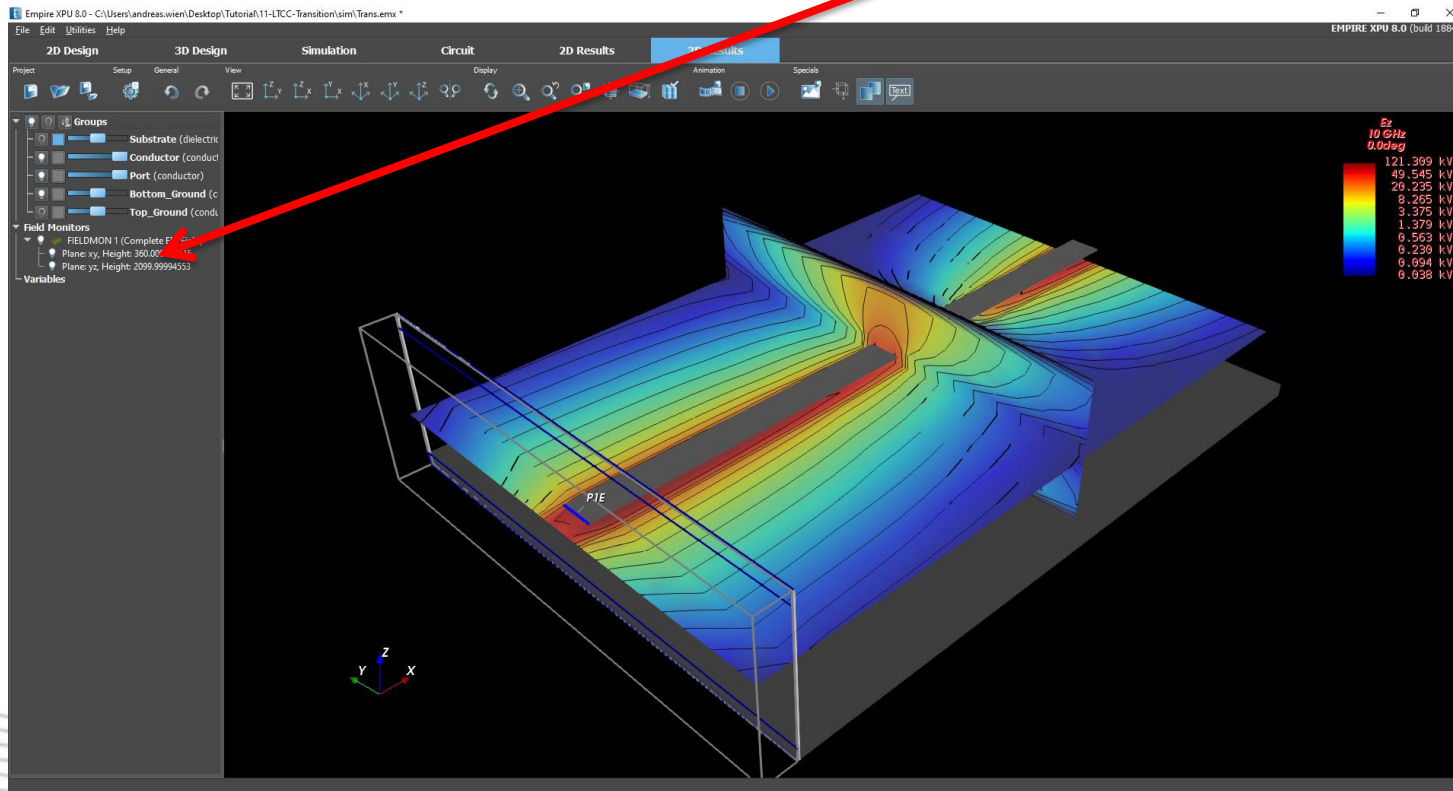 Empire XPU 8.0 - C:\Users\andreas.wien\Desktop\Tutorial\11-LTCC-Transition\sim\Trans.emx *
File Edit Utilities Help
EMPIRE XPU 8.0 (build 1884
2D Design 3D Design Simulation Circuit 2D Results 3D Results
Project Setup General View Display Animation Specials
Text
Groups
Substrate (dielectric
Conductor (conduct
Port (conductor)
Bottom_Ground (c
Top_Ground (condu
Field Monitors
FIELDMON 1 (Complete
Plane: xy, Height:
Plane: yz, Height: 2099.99994553
Variables
Ez
10 GHz
0.0deg
121.309 kV
49.545 kV
20.235 kV
8.265 kV
3.375 kV
1.379 kV
0.563 kV
0.230 kV
0.094 kV
0.038 kV
P1E
Z
Y X